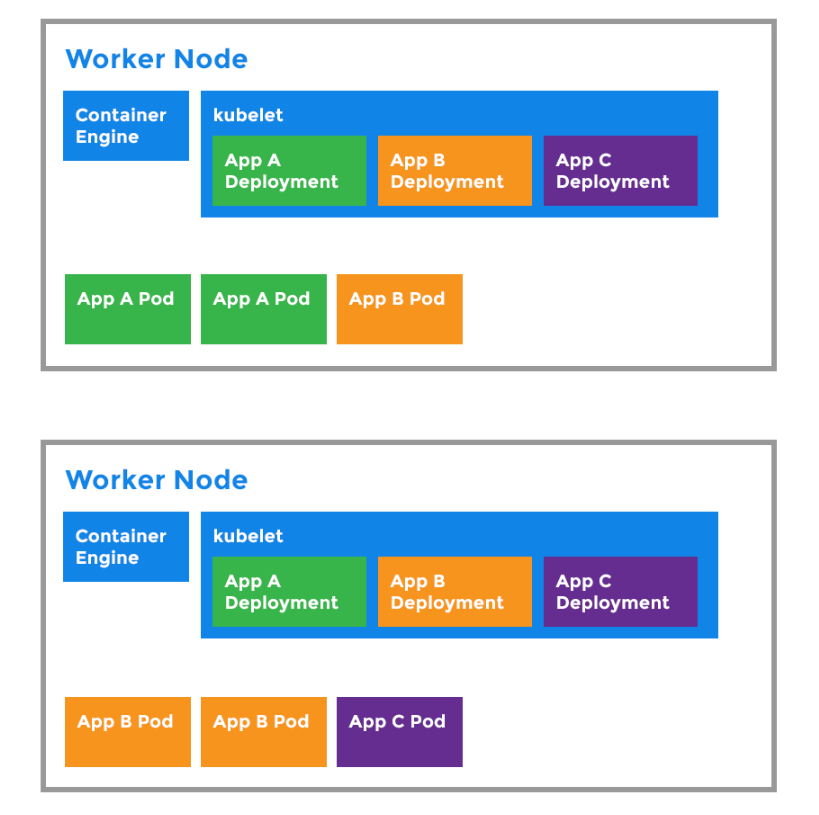 Worker Node
Container
Engine
kubelet
App A
Deployment
App B
Deployment
App C
Deployment
App A Pod
App A Pod
App B Pod
Worker Node
Container
Engine
kubelet
App A
Deployment
App B
Deployment
App C
Deployment
App B Pod
App B Pod
App C Pod